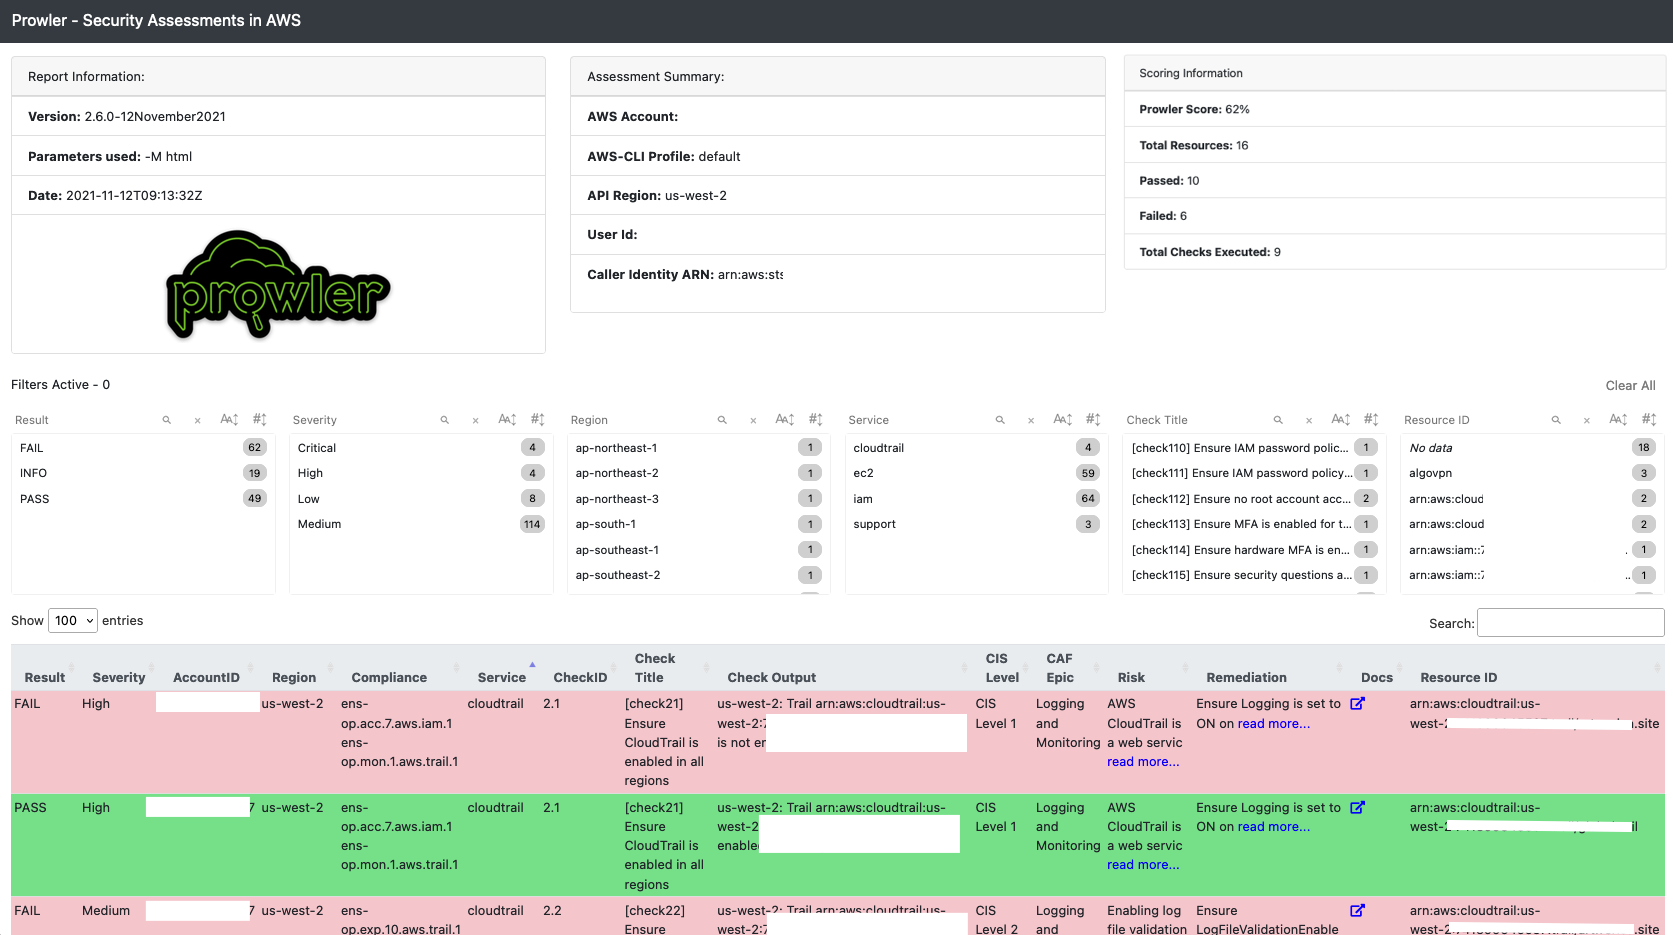 Prowler - Security Assessments in AWS
Report Information:
Version: 2.6.0-12November2021
Parameters used: -M html
Date: 2021-11-12T09:13:32Z
prowler
Assessment Summary:
AWS Account:
AWS-CLI Profile: default
API Region: us-west-2
User Id:
Caller Identity ARN: arn:aws:sts
Scoring Information
Prowler Score: 62%
Total Resources: 16
Passed: 10
Failed: 6
Total Checks Executed: 9
Filters Active - 0
Clear All
Result
FAIL 62
INFO 19
PASS 49
Severity
Critical 4
High 4
Low 8
Medium 114
Region
ap-northeast-1 1
ap-northeast-2 1
ap-northeast-3 1
ap-south-1 1
ap-southeast-1 1
ap-southeast-2 1
Service
cloudtrail 4
ec2 59
iam 64
support 3
Check Title
[check110] Ensure IAM password polic... 1
[check111] Ensure IAM password policy... 1
[check112] Ensure no root account acc... 2
[check113] Ensure MFA is enabled for t... 1
[check114] Ensure hardware MFA is en... 1
[check115] Ensure security questions a... 1
Resource ID
No data 18
algovpn 3
arn:aws:cloud 2
arn:aws:cloud 2
arn:aws:iam::7 . 1
arn:aws:iam::7 .. 1
Show 100 entries
Search:
Result Severity AccountID Region Compliance Service CheckID Check Title Check Output CIS Level CAF Epic Risk Remediation Docs Resource ID
FAIL High us-west-2 ens- cloudtrail 2.1 [check21] us-west-2: Trail arn:aws:cloudtrail:us- CIS Logging AWS Ensure Logging is set to arn:aws:cloudtrail:us-
op.acc.7.aws.iam.1 Ensure west-2:7 Level 1 and CloudTrail is ON on read more... west-2 .site
ens- CloudTrail is is not en Monitoring a web servic
op.mon.1.aws.trail.1 enabled in all read more...
regions
PASS High 7 us-west-2 ens- cloudtrail 2.1 [check21] us-west-2: Trail arn:aws:cloudtrail:us- CIS Logging AWS Ensure Logging is set to arn:aws:cloudtrail:us-
op.acc.7.aws.iam.1 Ensure west-2 Level 1 and CloudTrail is ON on read more... west-2 il
ens- CloudTrail is enable Monitoring a web servic
op.mon.1.aws.trail.1 enabled in all read more...
regions
FAIL Medium 7 us-west-2 ens- cloudtrail 2.2 [check22] us-west-2: Trail arn:aws:cloudtrail:us- CIS Logging Enabling log Ensure arn:aws:cloudtrail:us-
op.exp.10.aws.trail.1 Ensure west-2:7 Level 2 and file validation LogFileValidationEnable west-2 .site